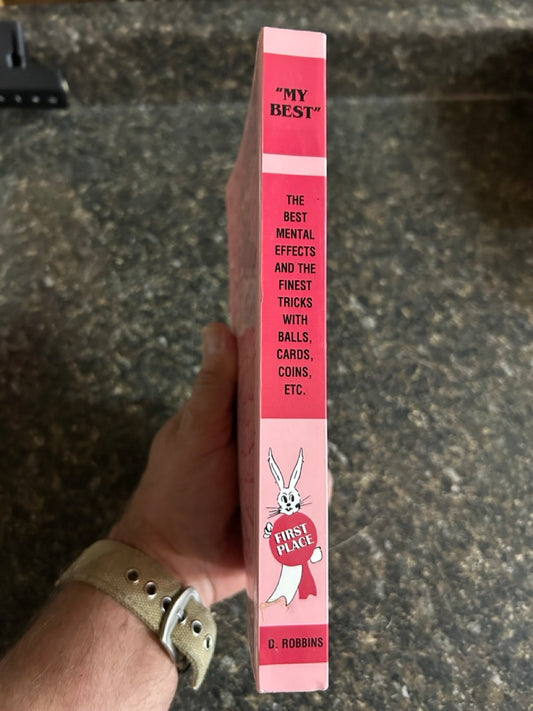 "MY
BEST"
THE
BEST
MENTAL
EFFECTS
AND THE
FINEST
TRICKS
WITH
BALLS,
CARDS,
COINS,
ETC.
FIRST
PLACE
D. ROBBINS